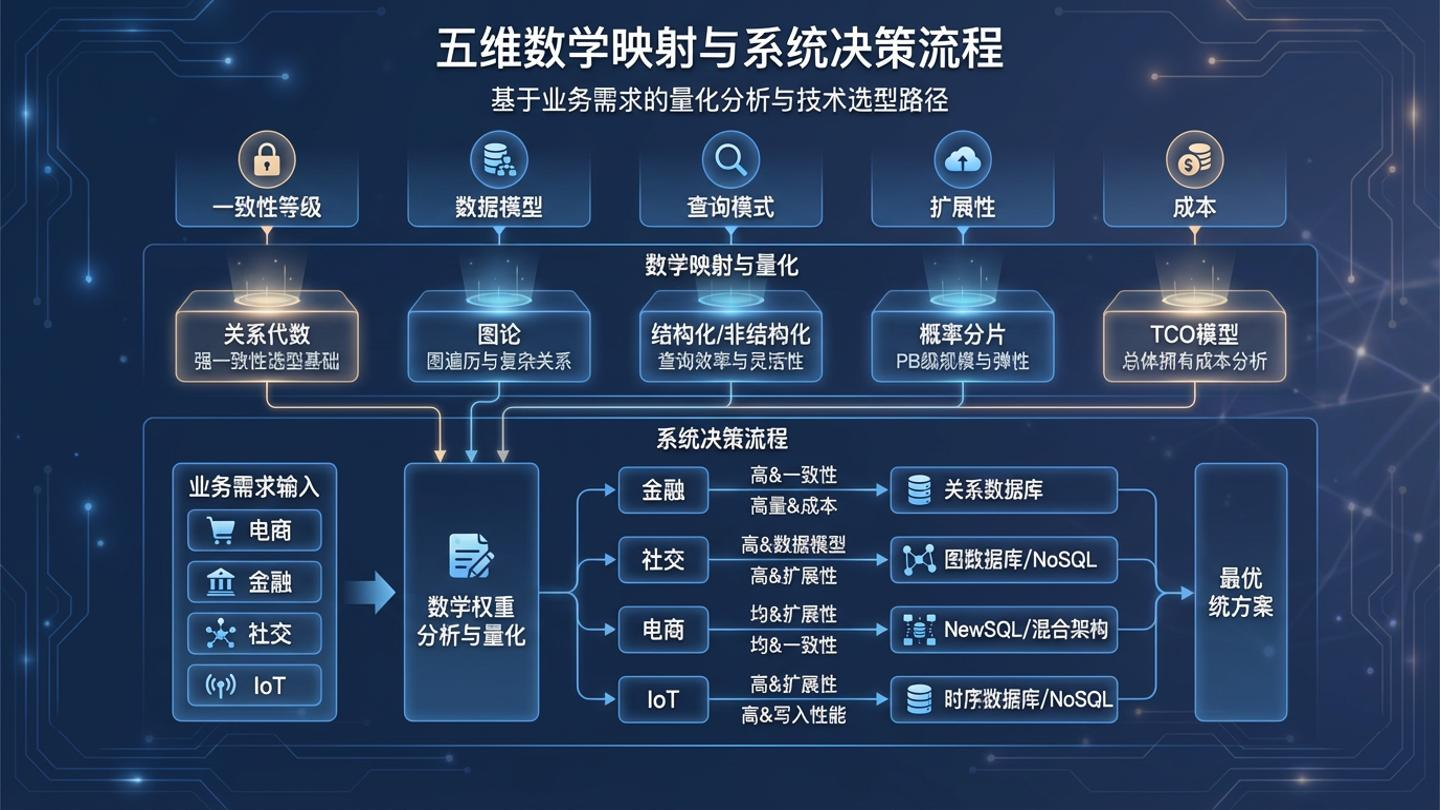 五维数学映射与系统决策流程
基于业务需求的量化分析与技术选型路径
一致性等级
数据模型
查询模式
扩展性
成本
数学映射与量化
关系代数
强一致性选型基础
图论
图遍历与复杂关系
结构化/非结构化
查询效率与灵活性
概率分片
PB级规模与弹性
TCO模型
总体拥有成本分析
系统决策流程
业务需求输入
电商
金融
社交
IoT
数学权重
分析与量化
金融
高&一致性
高量&成本
关系数据库
社交
高&数据模型
高&扩展性
图数据库/NoSQL
电商
均&扩展性
均&一致性
NewSQL/混合架构
IoT
高&扩展性
高&写入性能
时序数据库/NoSQL
最优
统方案